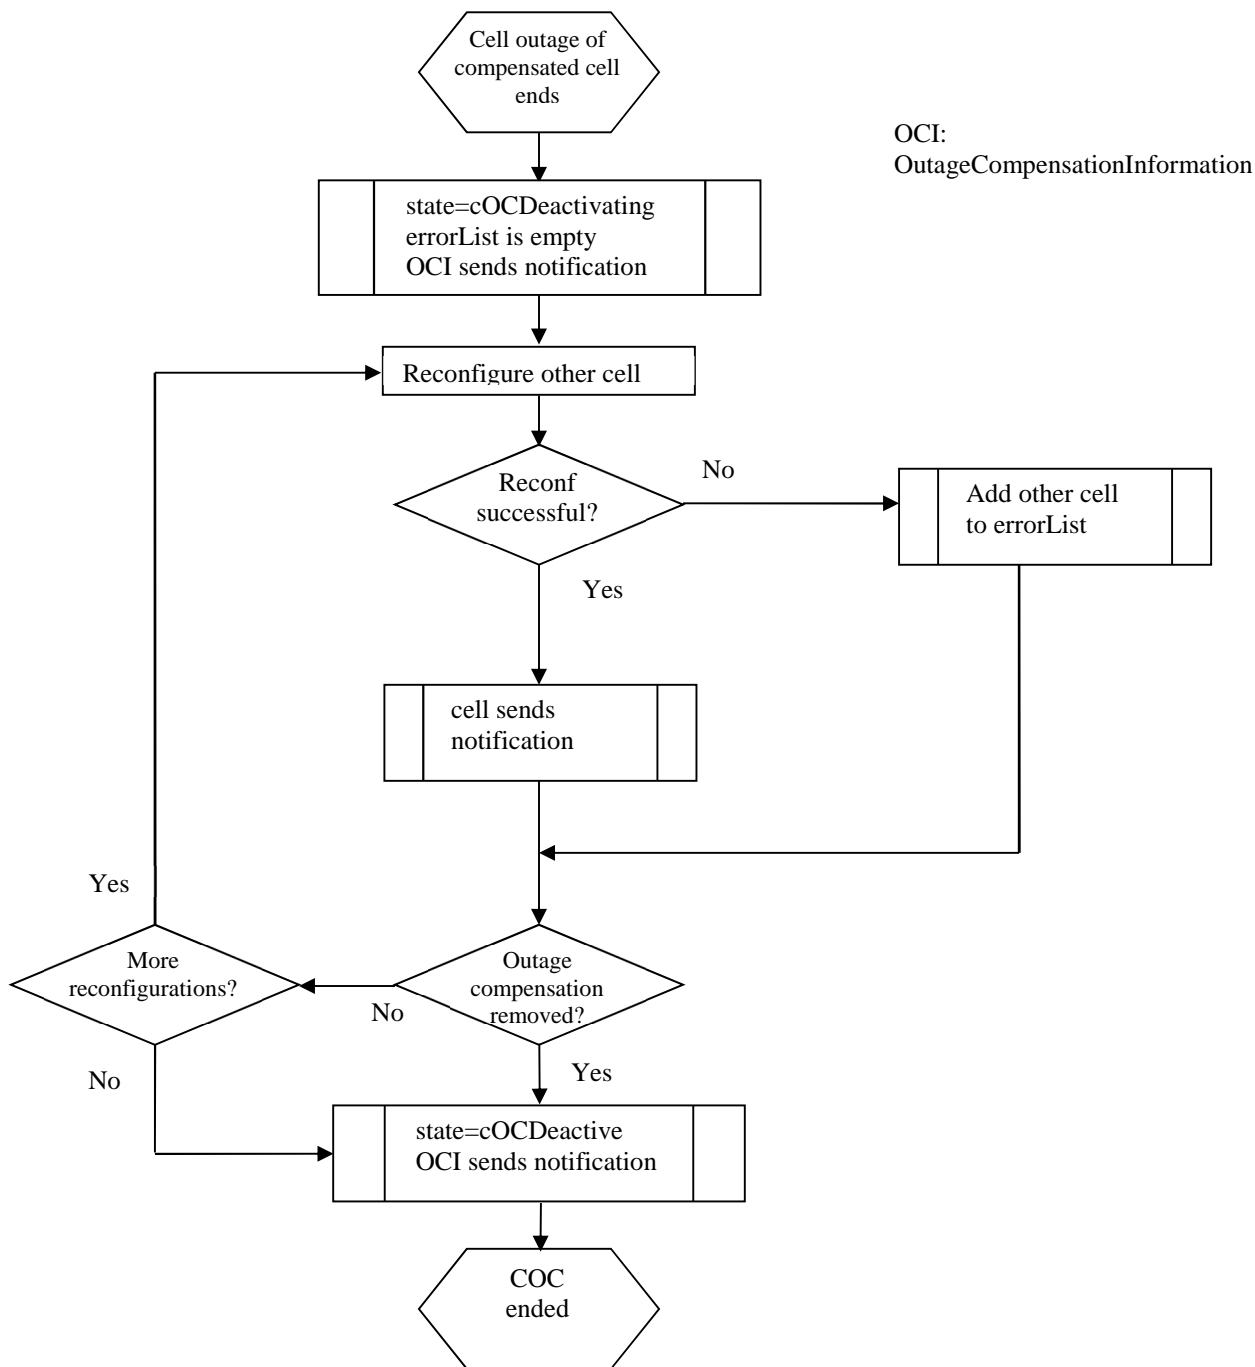 Cell outage of
compensated cell
ends
OCI:
OutageCompensationInformation
state=cOCDeactivating
errorList is empty
OCI sends notification
Reconfigure other cell
Reconf
successful?
No
Add other cell
to errorList
Yes
cell sends
notification
Yes
More
reconfigurations?
No
Outage
compensation
removed?
No
Yes
state=cOCDeactive
OCI sends notification
COC
ended